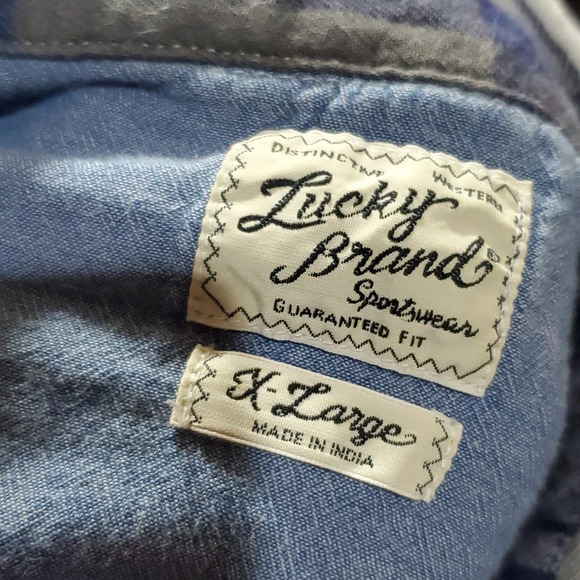 DISTINCTIVE WESTERN
Lucky
Brand®
Sportswear
GUARANTEED FIT
X-Large
MADE IN INDIA